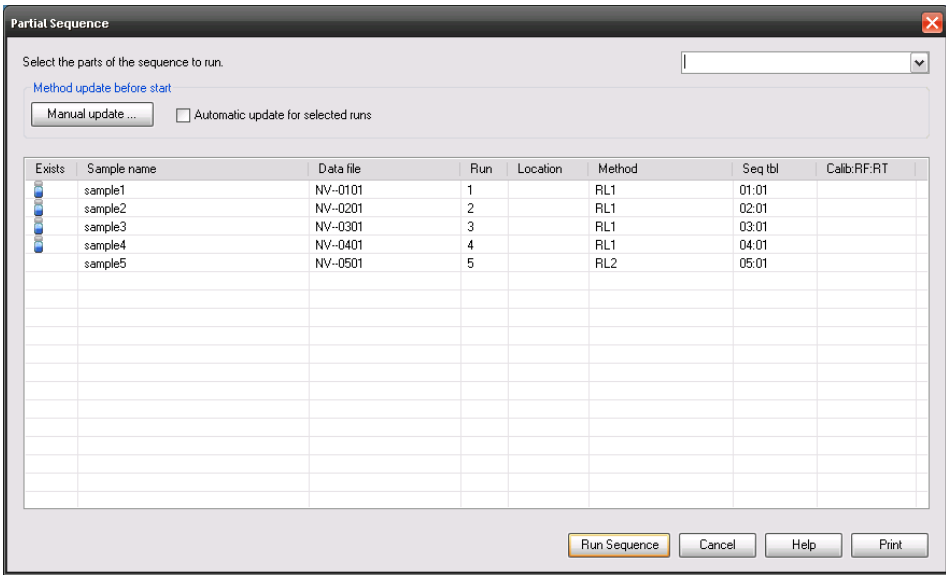 Partial Sequence
Select the parts of the sequence to run.
Method update before start
Manual update ... Automatic update for selected runs
Exists Sample name Data file Run Location Method Seq tbl Calib:RF:RT
sample1 NV--0101 1 RL1 01:01
sample2 NV--0201 2 RL1 02:01
sample3 NV--0301 3 RL1 03:01
sample4 NV--0401 4 RL1 04:01
sample5 NV--0501 5 RL2 05:01
Run Sequence Cancel Help Print